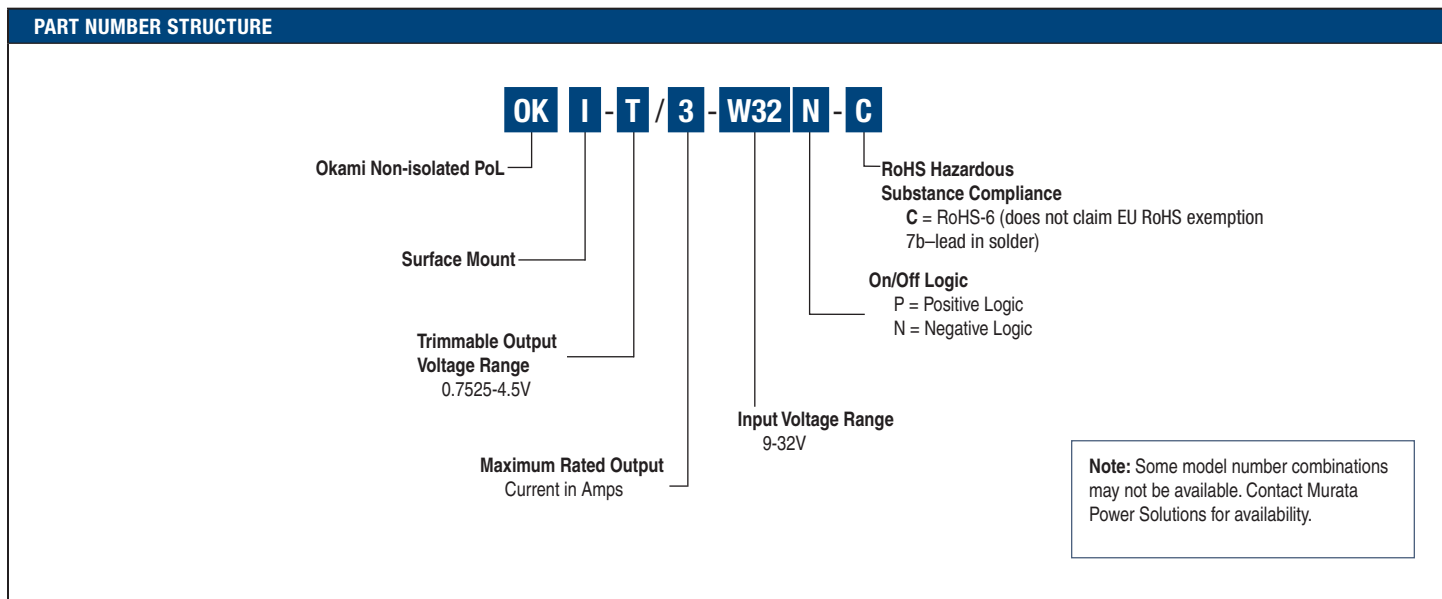 PART NUMBER STRUCTURE
OK I - T / 3 - W32 N - C
Okami Non-isolated PoL
Surface Mount
Trimmable Output
Voltage Range
0.7525-4.5V
Maximum Rated Output
Current in Amps
Input Voltage Range
9-32V
On/Off Logic
P = Positive Logic
N = Negative Logic
RoHS Hazardous
Substance Compliance
C = RoHS-6 (does not claim EU RoHS exemption
7b–lead in solder)
Note: Some model number combinations
may not be available. Contact Murata
Power Solutions for availability.